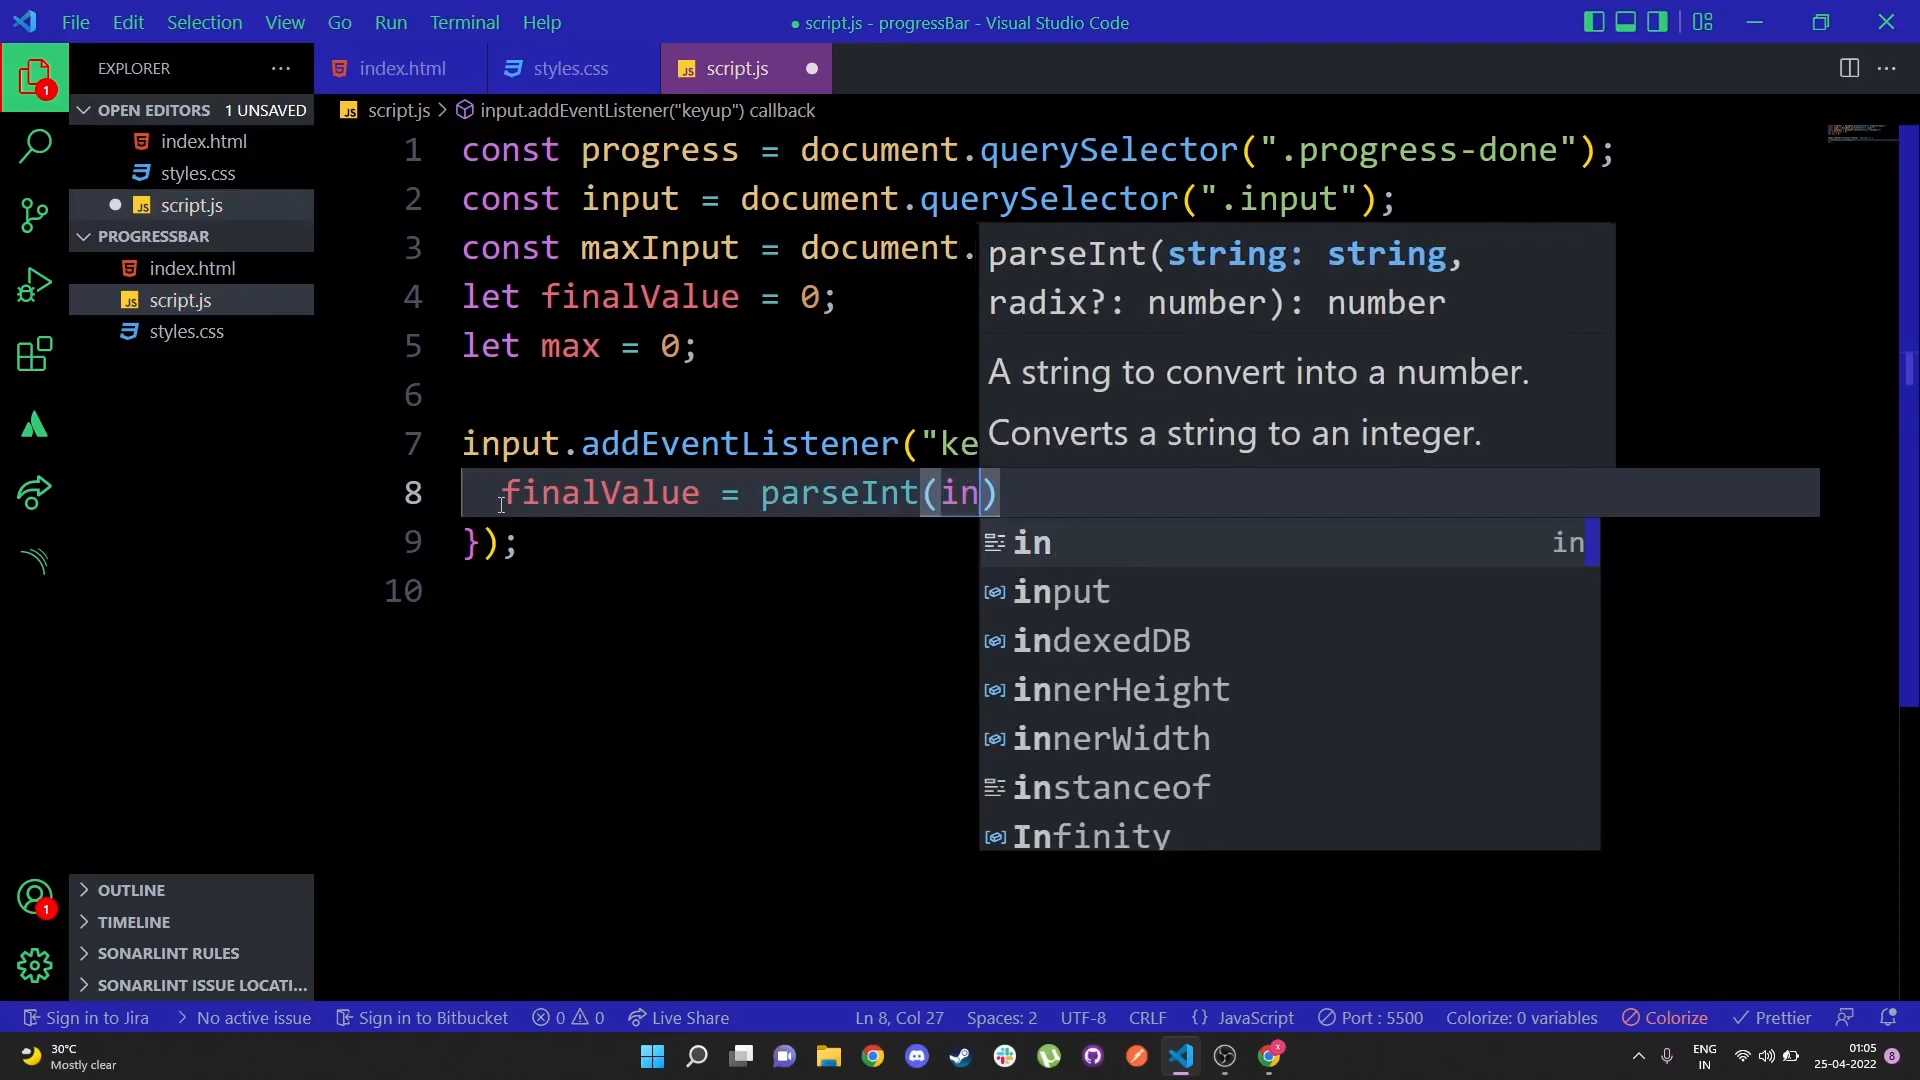 File Edit Selection View Go Run Terminal Help
● script.js - progressBar - Visual Studio Code
EXPLORER
index.html
styles.css
script.js
OPEN EDITORS 1 UNSAVED
index.html
styles.css
script.js
PROGRESSBAR
index.html
script.js
styles.css
OUTLINE
TIMELINE
SONARLINT RULES
SONARLINT ISSUE LOCATI...
script.js > input.addEventListener("keyup") callback
1 const progress = document.querySelector(".progress-done");
2 const input = document.querySelector(".input");
3 const maxInput = document.
4 let finalValue = 0;
5 let max = 0;
6
7 input.addEventListener("ke
8 finalValue = parseInt(in)
9 });
10
parseInt(string: string,
radix?: number): number
A string to convert into a number.
Converts a string to an integer.
in in
input
indexedDB
innerHeight
innerWidth
instanceof
Infinity
1
1
Sign in to Jira No active issue Sign in to Bitbucket 0 0 Live Share Ln 8, Col 27 Spaces: 2 UTF-8 CRLF {} JavaScript Port : 5500 Colorize: 0 variables Colorize Prettier
30°C
Mostly clear
ENG
IN
01:05
25-04-2022
8